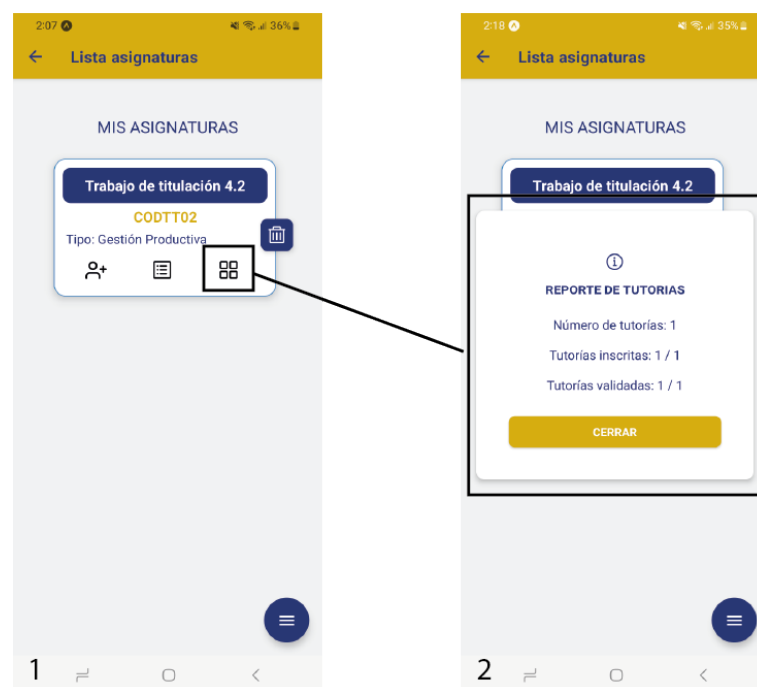 2:07 36%
Lista asignaturas
MIS ASIGNATURAS
Trabajo de titulación 4.2
CODTT02
Tipo: Gestión Productiva
1
2:18 35%
Lista asignaturas
MIS ASIGNATURAS
Trabajo de titulación 4.2
REPORTE DE TUTORIAS
Número de tutorías: 1
Tutorías inscritas: 1 / 1
Tutorías validadas: 1 / 1
CERRAR
2